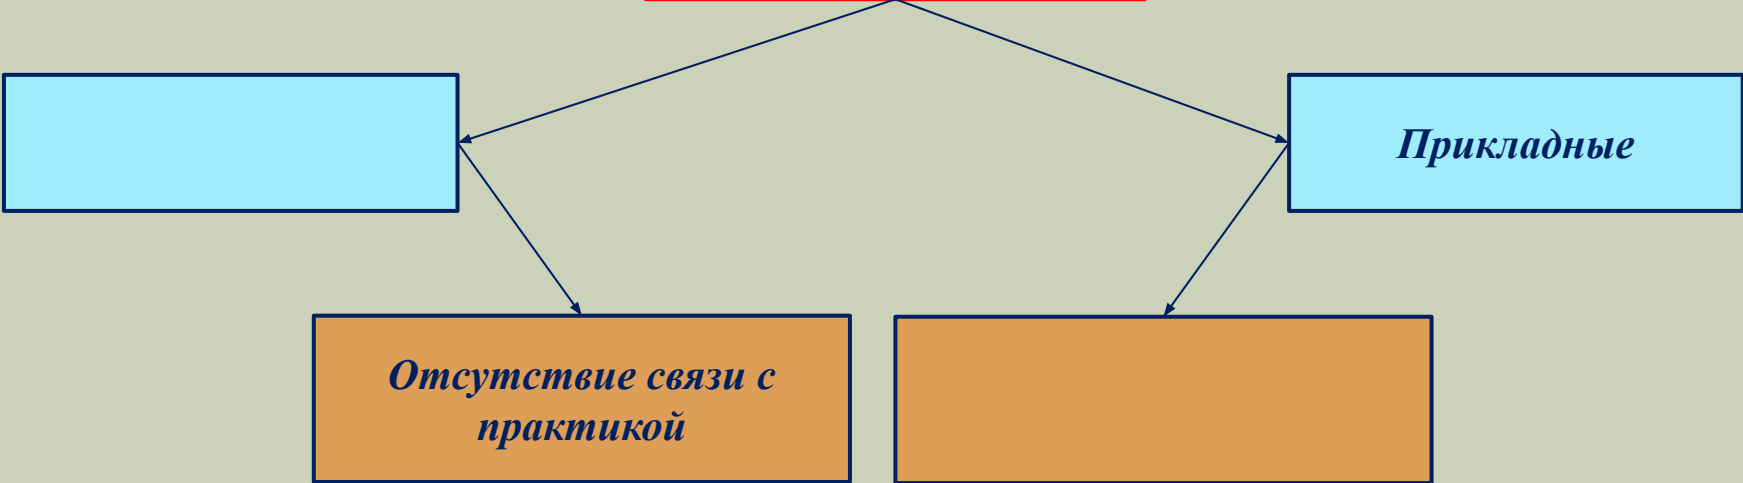 Прикладные
Отсутствие связи с
практикой